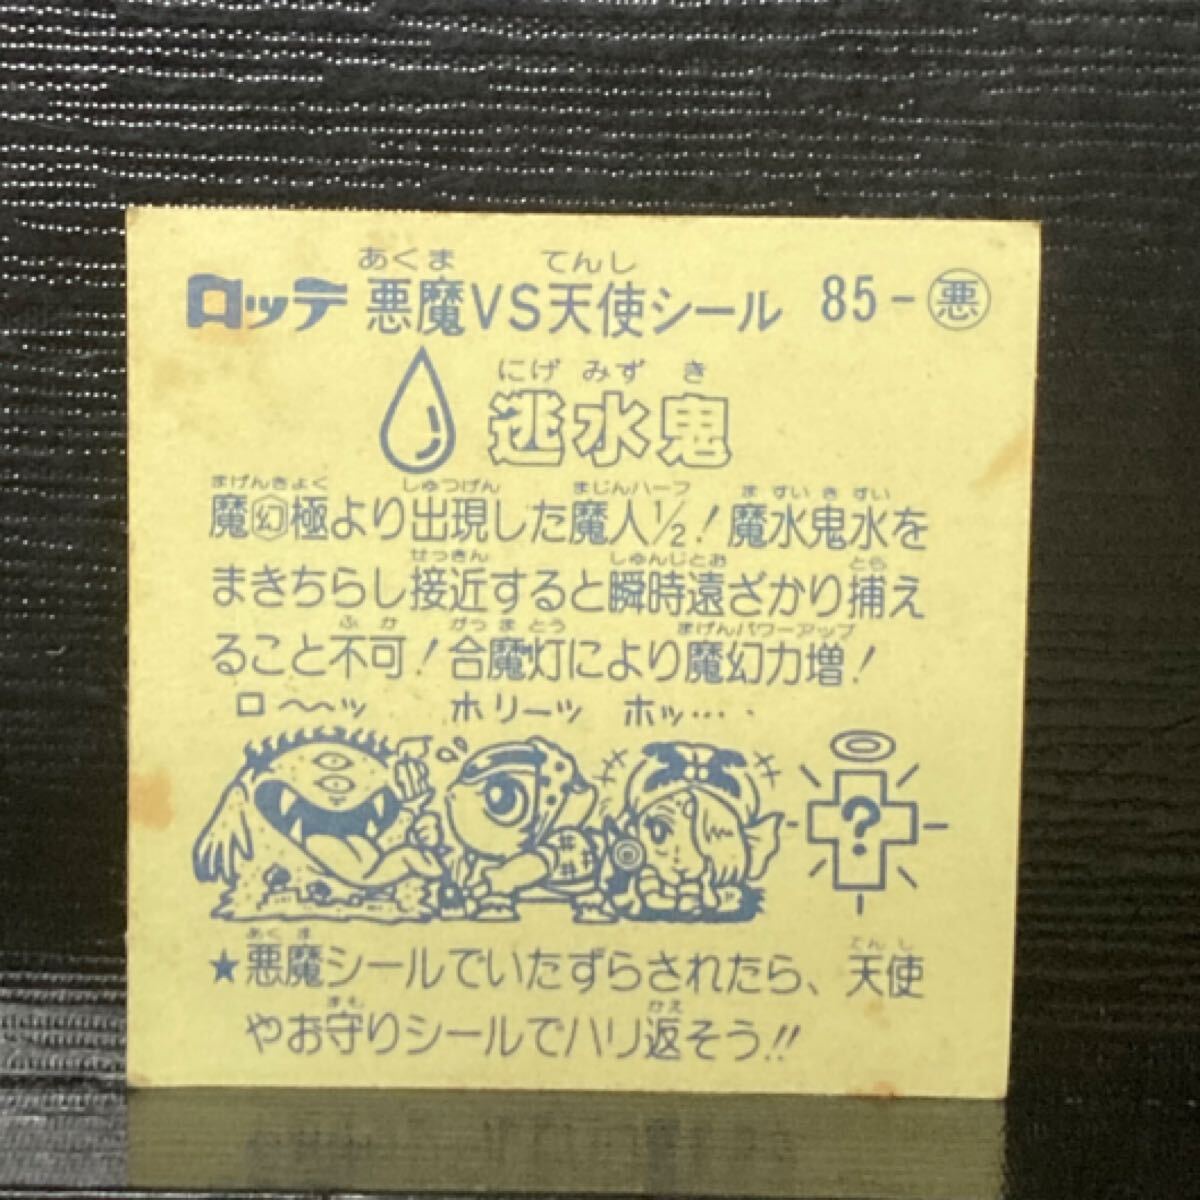 あくま てんし
ロッテ 悪魔VS天使シール 85-悪
にげみずき
逃水鬼
まげんきょく しゅつげん まじんハーフ ますいきすい
魔幻極より出現した魔人1/2!魔水鬼水を
せっきん しゅんじとお とら
まきちらし接近すると瞬時遠ざかり捕え
ふか がっまとう まげんパワーアップ
ること不可!合魔灯により魔幻力増!
ロ〜〜ッ ホリーッ ホッ‥‥
?
あくま てんし
★悪魔シールでいたずらされたら、天使
まも かえ
やお守りシールでハリ返そう!!